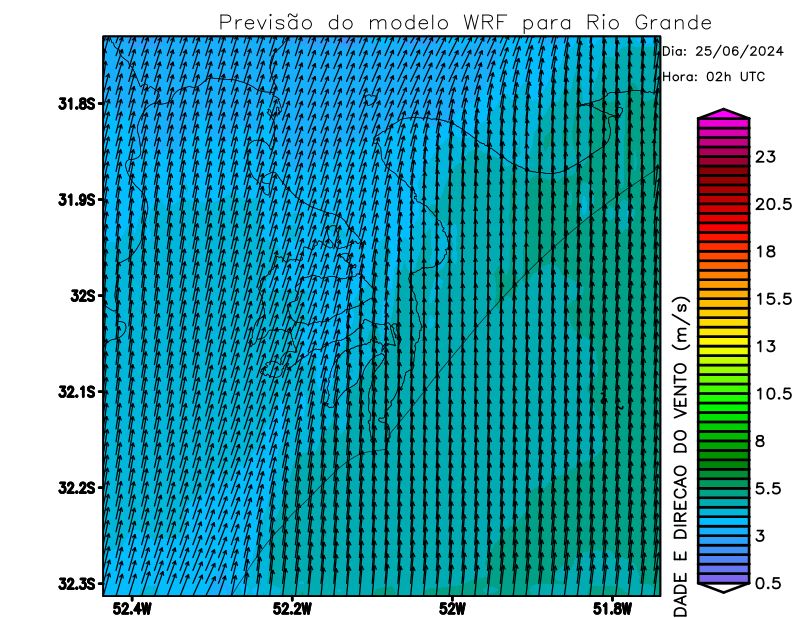 Previsão do modelo WRF para Rio Grande
Dia: 25/06/2024
Hora: 02h UTC
31.8S
31.9S
32S
32.1S
32.2S
32.3S
52.4W
52.2W
52W
51.8W
23
20.5
18
15.5
13
10.5
8
5.5
3
0.5
DADE E DIRECAO DO VENTO (m/s)